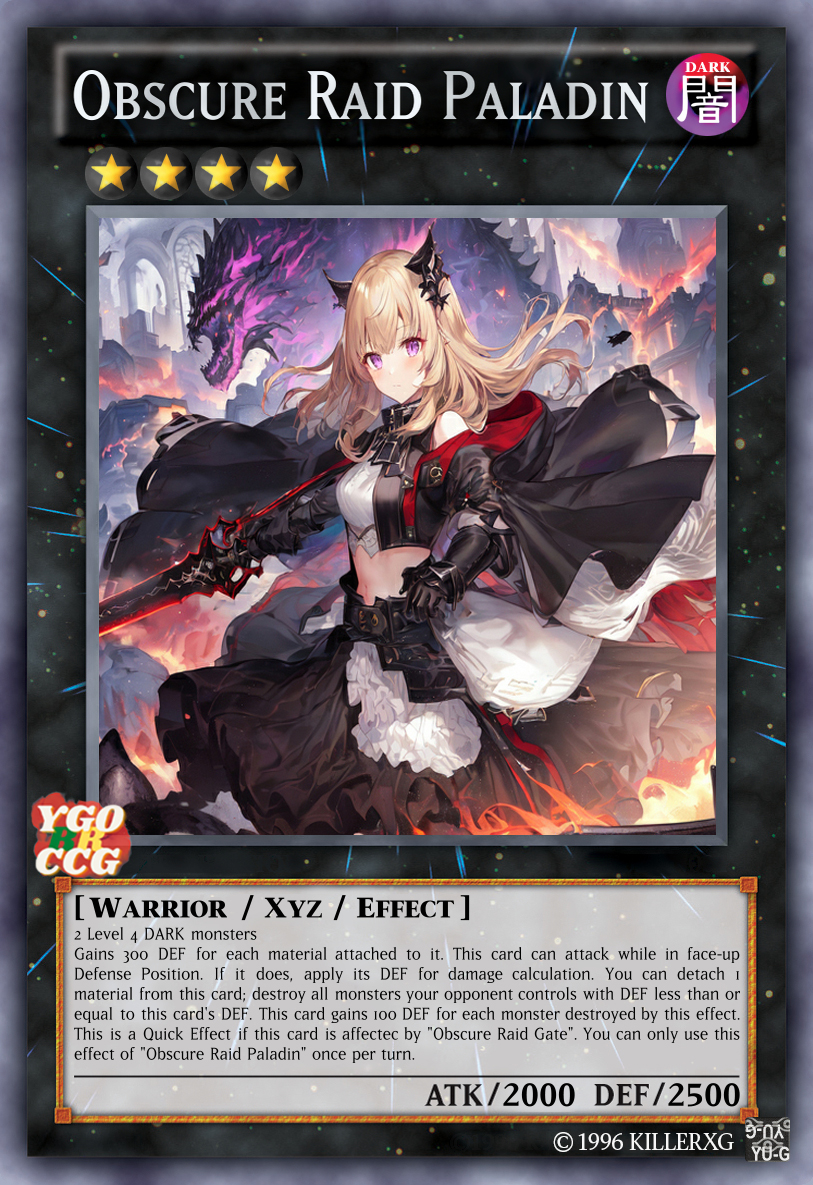 OBSCURE RAID PALADIN
DARK
闇
YGO
BR
CCG
[ WARRIOR / XYZ / EFFECT ]
2 Level 4 DARK monsters
Gains 300 DEF for each material attached to it. This card can attack while in face-up
Defense Position. If it does, apply its DEF for damage calculation. You can detach 1
material from this card; destroy all monsters your opponent controls with DEF less than or
equal to this card's DEF. This card gains 100 DEF for each monster destroyed by this effect.
This is a Quick Effect if this card is affectec by "Obscure Raid Gate". You can only use this
effect of "Obscure Raid Paladin" once per turn.
ATK/2000 DEF/2500
© 1996 KILLERXG
YU-G
YU-G